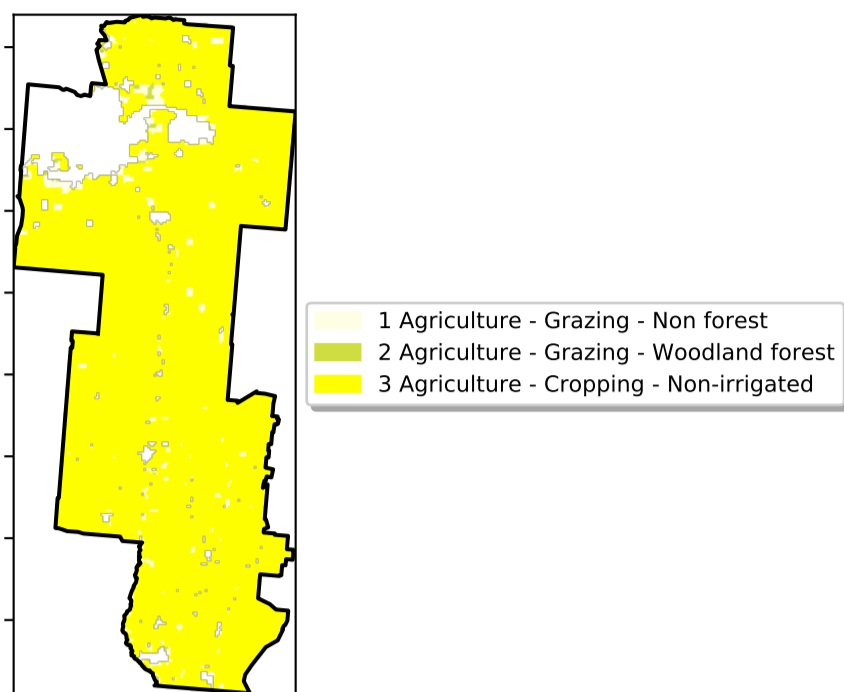 1 Agriculture - Grazing - Non forest
2 Agriculture - Grazing - Woodland forest
3 Agriculture - Cropping - Non-irrigated